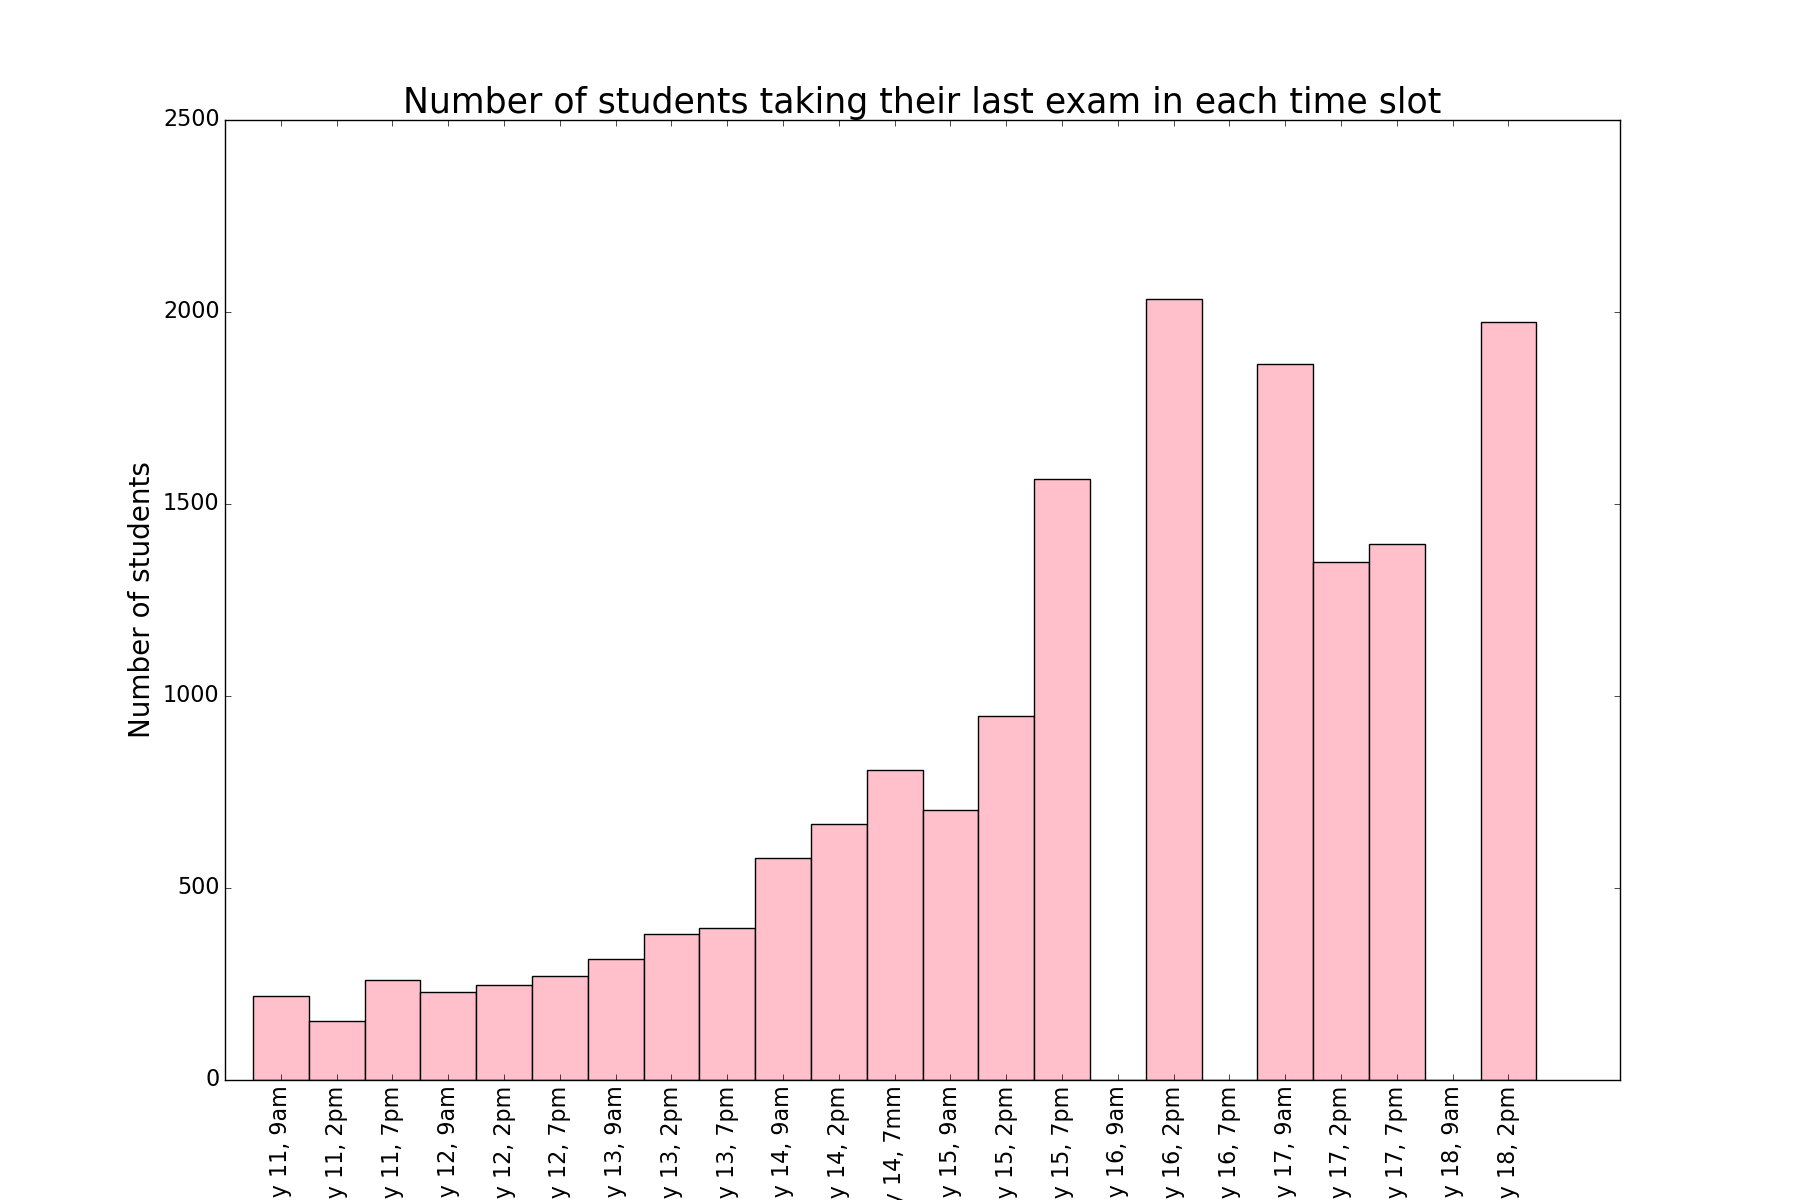 Number of students taking their last exam in each time slot
Number of students
2500
2000
1500
1000
500
0
y 11, 9am
y 11, 2pm
y 11, 7pm
y 12, 9am
y 12, 2pm
y 12, 7pm
y 13, 9am
y 13, 2pm
y 13, 7pm
y 14, 9am
y 14, 2pm
y 14, 7mm
y 15, 9am
y 15, 2pm
y 15, 7pm
y 16, 9am
y 16, 2pm
y 16, 7pm
y 17, 9am
y 17, 2pm
y 17, 7pm
y 18, 9am
y 18, 2pm